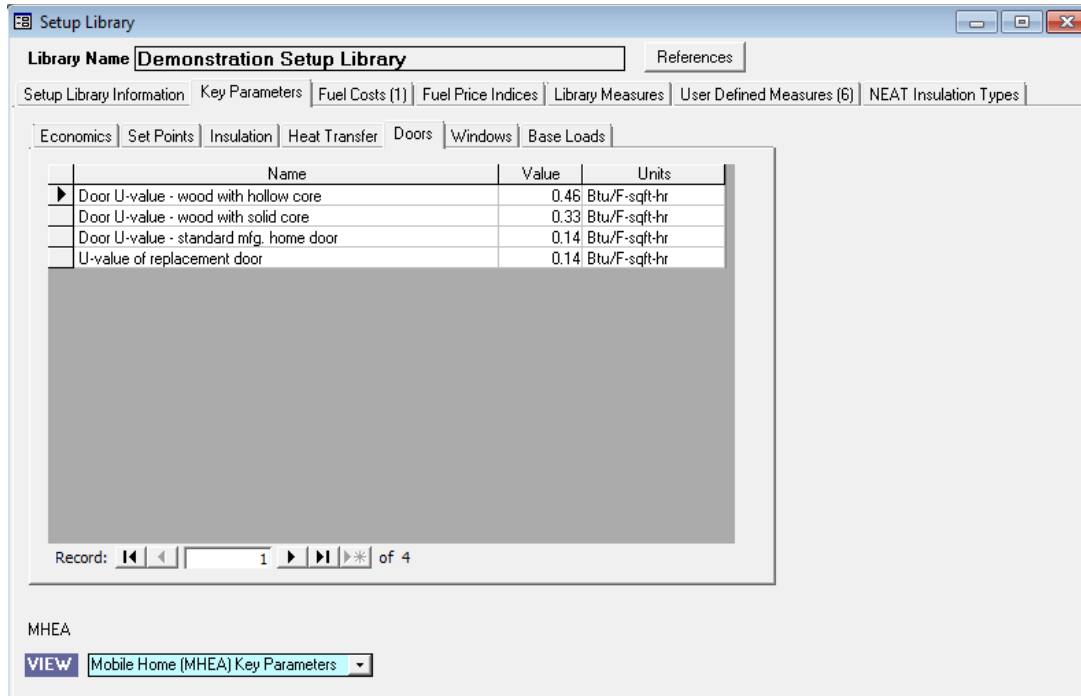 Setup Library
Library Name Demonstration Setup Library References
Setup Library Information Key Parameters Fuel Costs (1) Fuel Price Indices Library Measures User Defined Measures (6) NEAT Insulation Types
Economics Set Points Insulation Heat Transfer Doors Windows Base Loads
Name Value Units
Door U-value - wood with hollow core 0.46 Btu/F-sqft-hr
Door U-value - wood with solid core 0.33 Btu/F-sqft-hr
Door U-value - standard mfg. home door 0.14 Btu/F-sqft-hr
U-value of replacement door 0.14 Btu/F-sqft-hr
Record: 1 of 4
MHEA
VIEW Mobile Home (MHEA) Key Parameters